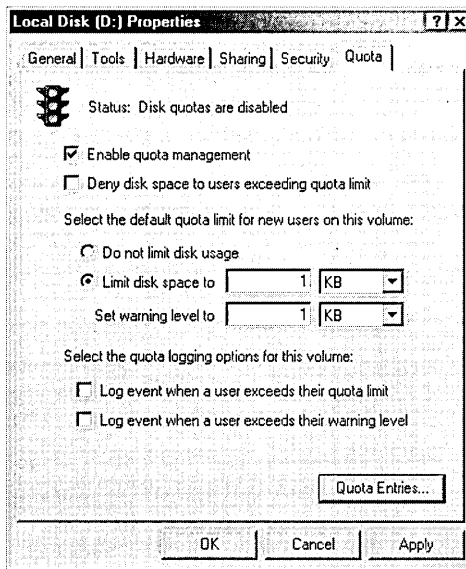 Local Disk (D:) Properties ? ×
General Tools Hardware Sharing Security Quota
Status: Disk quotas are disabled
Enable quota management
Deny disk space to users exceeding quota limit
Select the default quota limit for new users on this volume:
Do not limit disk usage
Limit disk space to 1 KB
Set warning level to 1 KB
Select the quota logging options for this volume:
Log event when a user exceeds their quota limit
Log event when a user exceeds their warning level
Quota Entries...
OK Cancel Apply